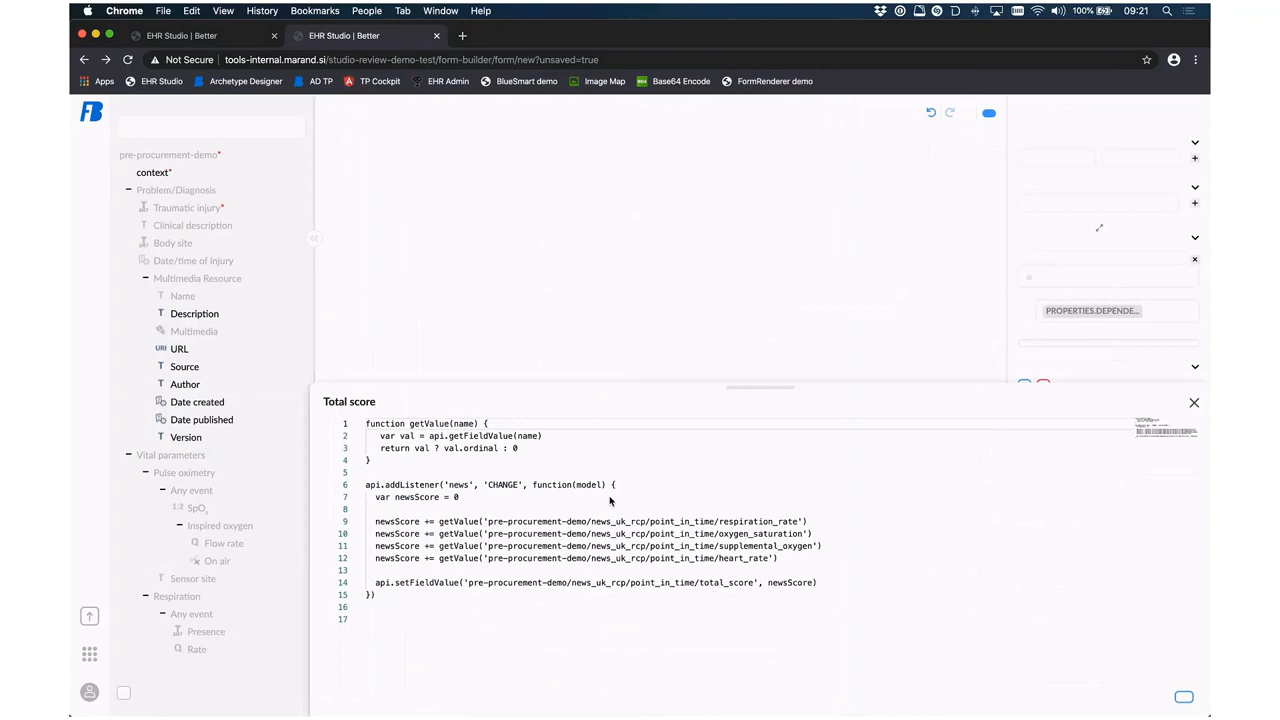 Chrome File Edit View History Bookmarks People Tab Window Help 100% 09:21
EHR Studio | Better
EHR Studio | Better
Not Secure tools-internal.marand.si/studio-review-demo-test/form-builder/form/new?unsaved=true
Apps EHR Studio Archetype Designer AD TP TP Cockpit EHR Admin BlueSmart demo Image Map Base64 Encode FormRenderer demo
pre-procurement-demo*
context*
Problem/Diagnosis
Traumatic injury*
Clinical description
Body site
Date/time of injury
Multimedia Resource
Name
Description
Multimedia
URI URL
Source
Author
Date created
Date published
Version
Vital parameters
Pulse oximetry
Any event
1:2 SpO₂
Inspired oxygen
Flow rate
On air
Sensor site
Respiration
Any event
Presence
Rate
PROPERTIES.DEPENDE...
Total score
1 function getValue(name) {
2 var val = api.getFieldValue(name)
3 return val ? val.ordinal : 0
4 }
5
6 api.addListener('news', 'CHANGE', function(model) {
7 var newsScore = 0
8
9 newsScore += getValue('pre-procurement-demo/news_uk_rcp/point_in_time/respiration_rate')
10 newsScore += getValue('pre-procurement-demo/news_uk_rcp/point_in_time/oxygen_saturation')
11 newsScore += getValue('pre-procurement-demo/news_uk_rcp/point_in_time/supplemental_oxygen')
12 newsScore += getValue('pre-procurement-demo/news_uk_rcp/point_in_time/heart_rate')
13
14 api.setFieldValue('pre-procurement-demo/news_uk_rcp/point_in_time/total_score', newsScore)
15 })
16
17